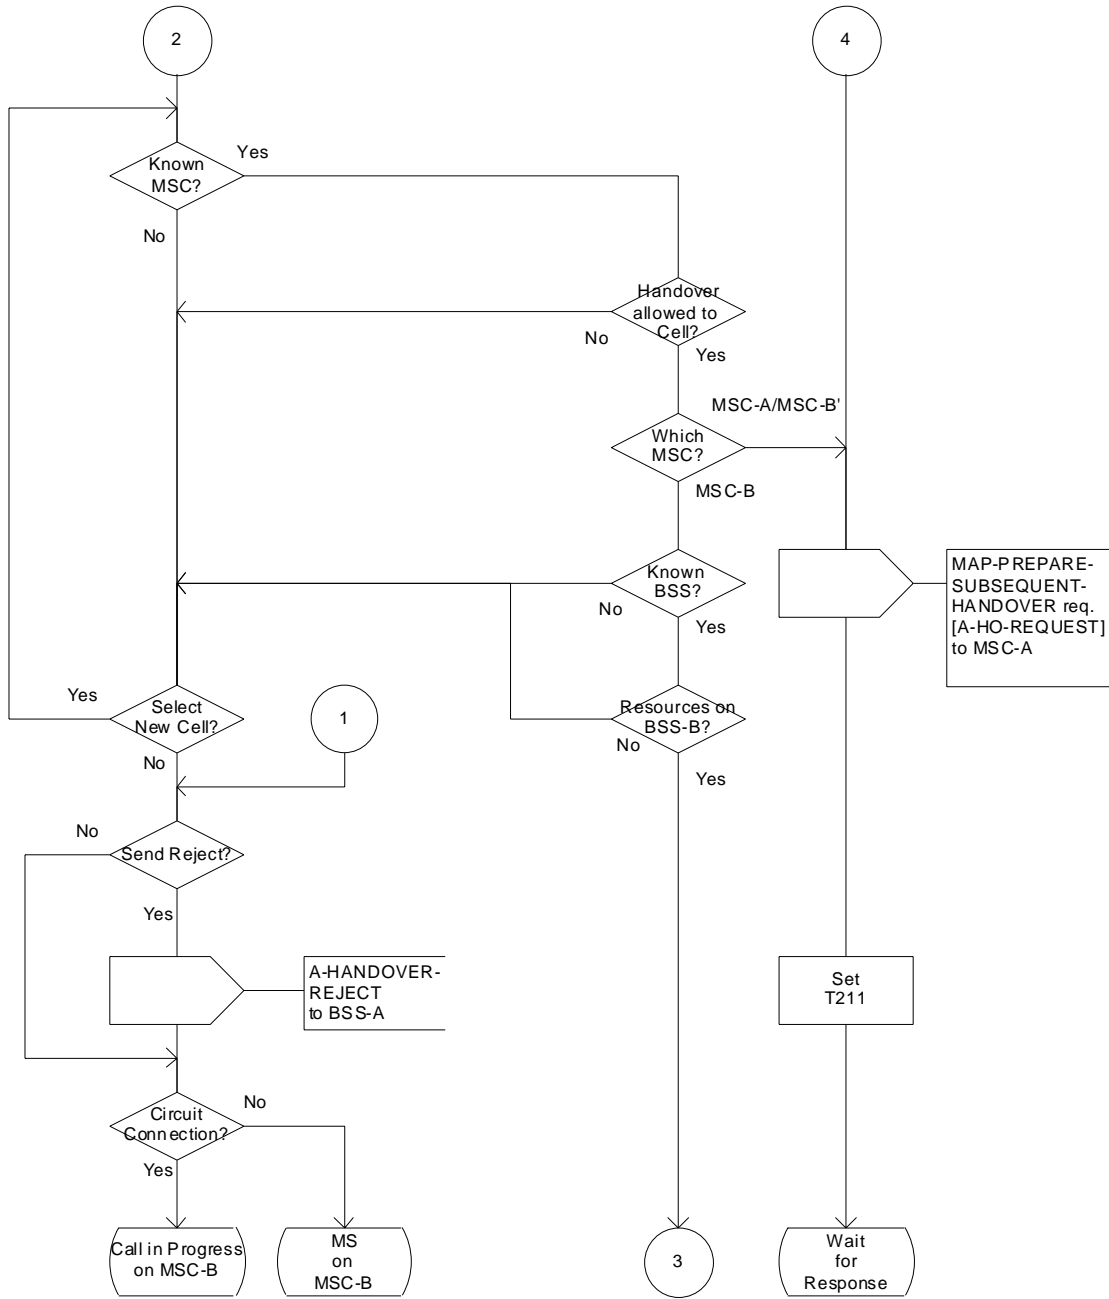 2
4
Known
MSC?
Yes
No
Handover
allowed to
Cell?
No
Yes
MSC-A/MSC-B'
Which
MSC?
MSC-B
Known
BSS?
No
Yes
MAP-PREPARE-
SUBSEQUENT-
HANDOVER req.
[A-HO-REQUEST]
to MSC-A
Yes
Select
New Cell?
No
1
Resources on
BSS-B?
No
Yes
No
Send Reject?
Yes
A-HANDOVER-
REJECT
to BSS-A
Set
T211
Circuit
Connection?
No
Yes
Call in Progress
on MSC-B
MS
on
MSC-B
3
Wait
for
Response